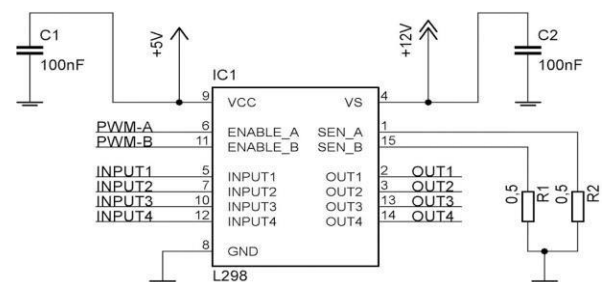 C1
100nF
+5V
+12V
C2
100nF
IC1
9 VCC VS 4
PWM-A 6 ENABLE_A SEN_A 1
PWM-B 11 ENABLE_B SEN_B 15
INPUT1 5 INPUT1 OUT1 2 OUT1
INPUT2 7 INPUT2 OUT2 3 OUT2
INPUT3 10 INPUT3 OUT3 13 OUT3
INPUT4 12 INPUT4 OUT4 14 OUT4
0,5 R1
0,5 R2
8 GND
L298